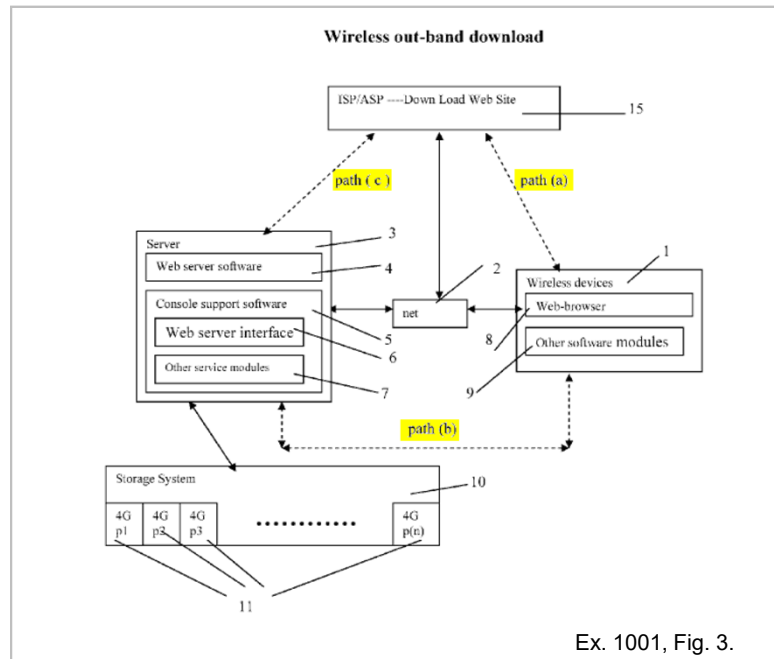 Wireless out-band download
ISP/ASP ----Down Load Web Site
15
path ( c )
path (a)
Server
3
Web server software
4
Console support software
5
Web server interface
6
Other service modules
7
2
net
1
Wireless devices
Web-browser
8
Other software modules
9
path (b)
Storage System
10
4G
p1
4G
p2
4G
p3
............
4G
p(n)
11
Ex. 1001, Fig. 3.